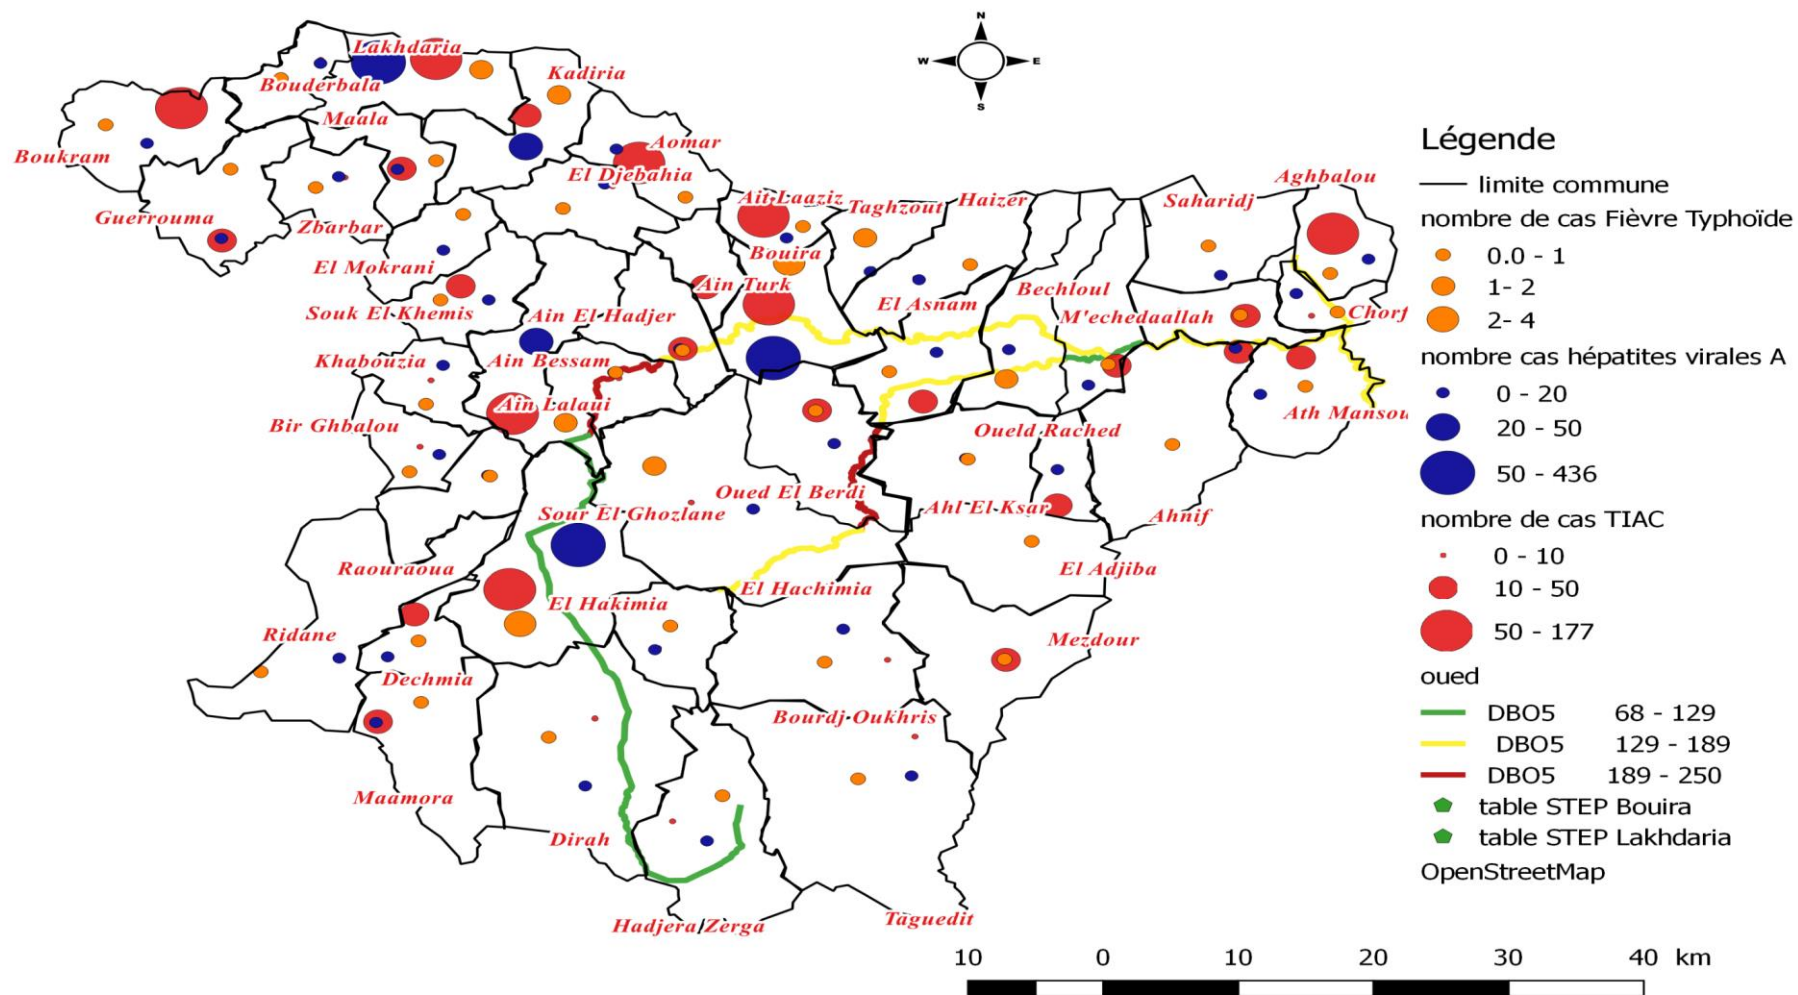 N
W E
S
Lakhdaria
Kadiria
Bouderbala
Maala
Aomar
Boukram
El Djebahia
Aghbalou
Ait Laaziz
Taghzout
Haizer
Saharidj
Guerrouma
Zbarbar
Bouira
El Mokrani
Ain Turk
Bechloul
Souk El-Khemis
Ain El Hadjer
El Asnam
M'echedaallah
Chorf
Khabouzia
Ain Bessam
Ain Lalaui
Ath Mansou
Bir Ghbalou
Oueld Rached
Oued El Berdi
Sour El Ghozlane
Ahl El-Ksar
Ahnif
Raouraoua
El Adjiba
El Hachimia
El Hakimia
Ridane
Mezdour
Dechmia
Bourdj-Oukhris
Maamora
Dirah
Hadjera Zerga
Taguedit
Légende
limite commune
nombre de cas Fièvre Typhoïde
0.0 - 1
1- 2
2- 4
nombre cas hépatites virales A
0 - 20
20 - 50
50 - 436
nombre de cas TIAC
0 - 10
10 - 50
50 - 177
oued
DBO5 68 - 129
DBO5 129 - 189
DBO5 189 - 250
table STEP Bouira
table STEP Lakhdaria
OpenStreetMap
10 0 10 20 30 40 km